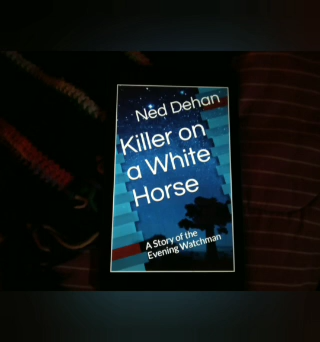 Ned Dehan
Killer on
a White
Horse
A Story of the
Evening Watchman